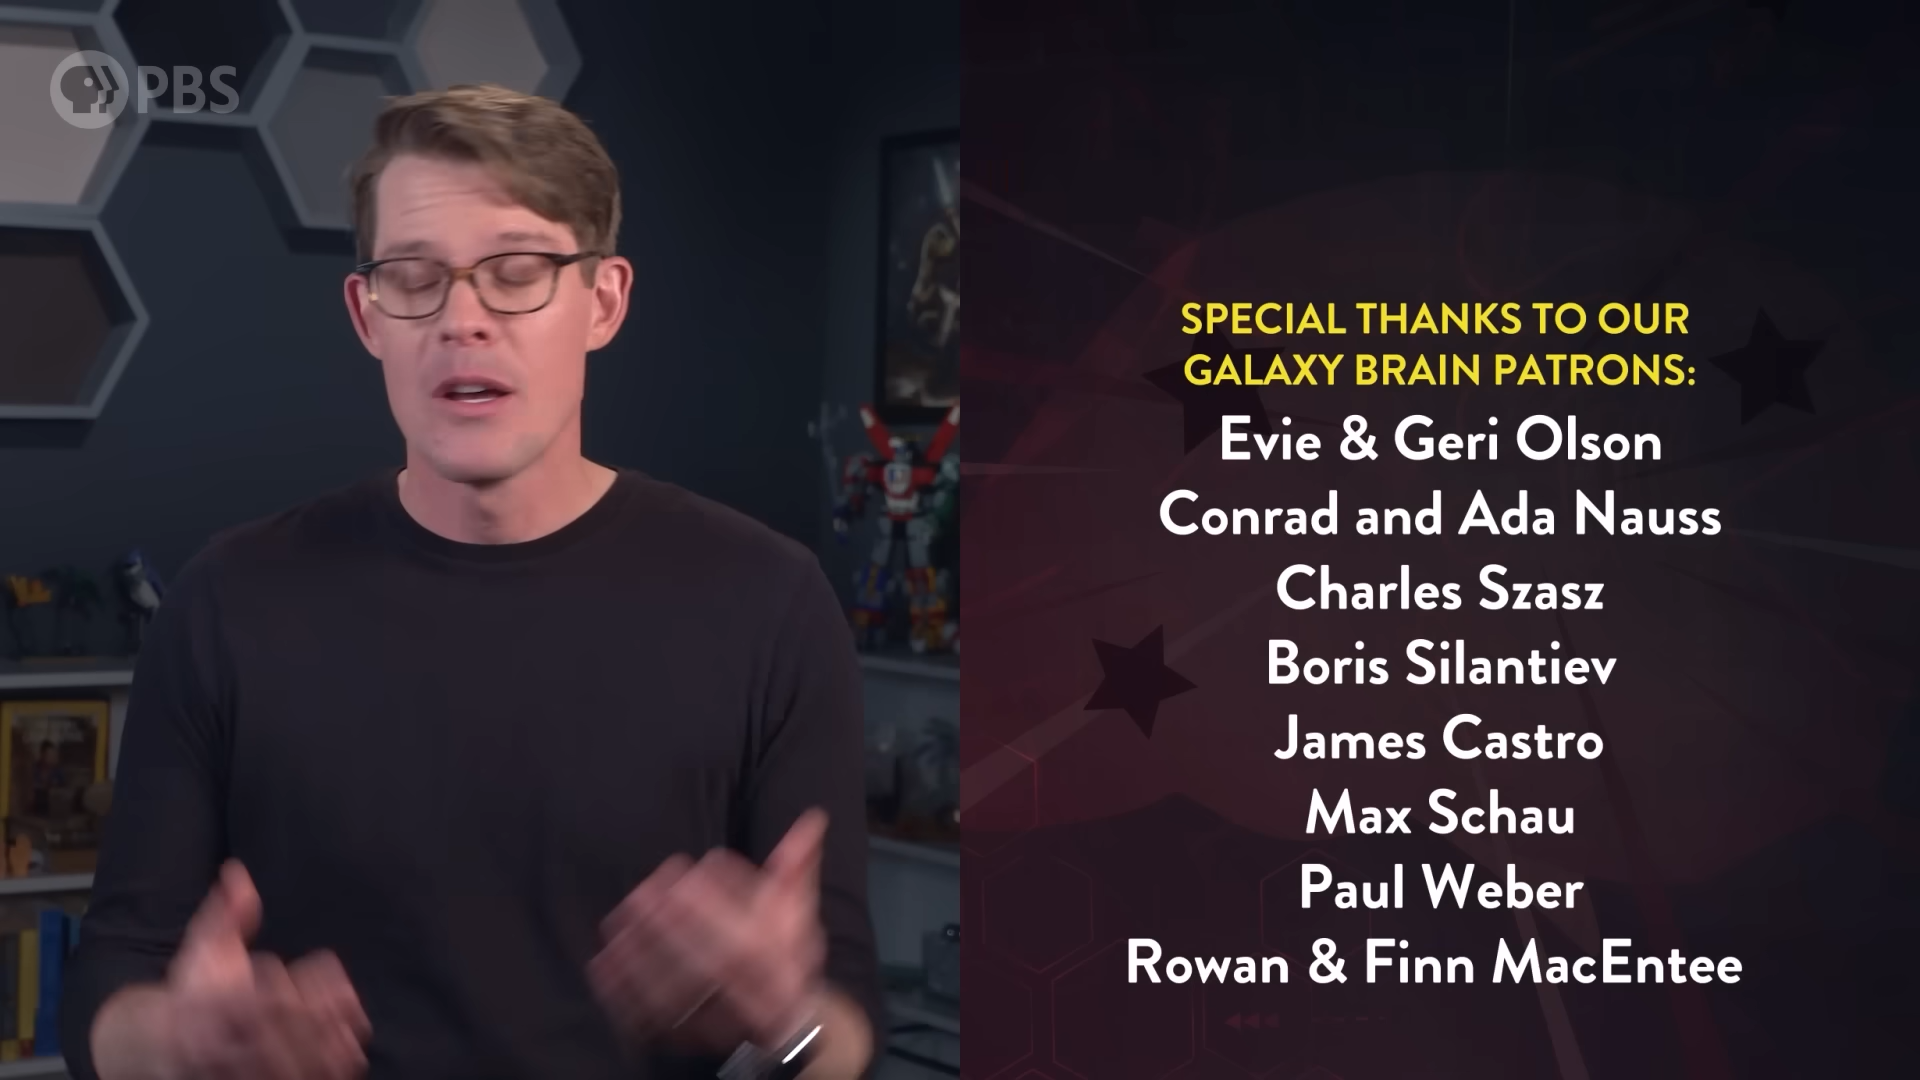 PBS
SPECIAL THANKS TO OUR
GALAXY BRAIN PATRONS:
Evie & Geri Olson
Conrad and Ada Nauss
Charles Szasz
Boris Silantiev
James Castro
Max Schau
Paul Weber
Rowan & Finn MacEntee